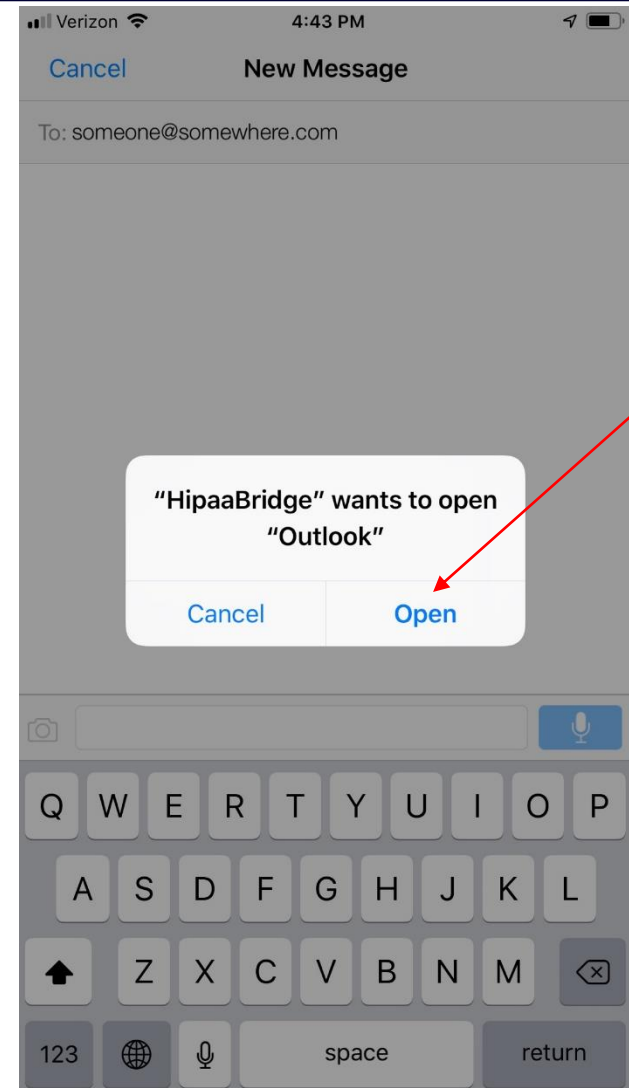 Verizon 4:43 PM
Cancel New Message
To: someone@somewhere.com
“HipaaBridge” wants to open
“Outlook”
Cancel Open
Q W E R T Y U I O P
A S D F G H J K L
Z X C V B N M
123 space return